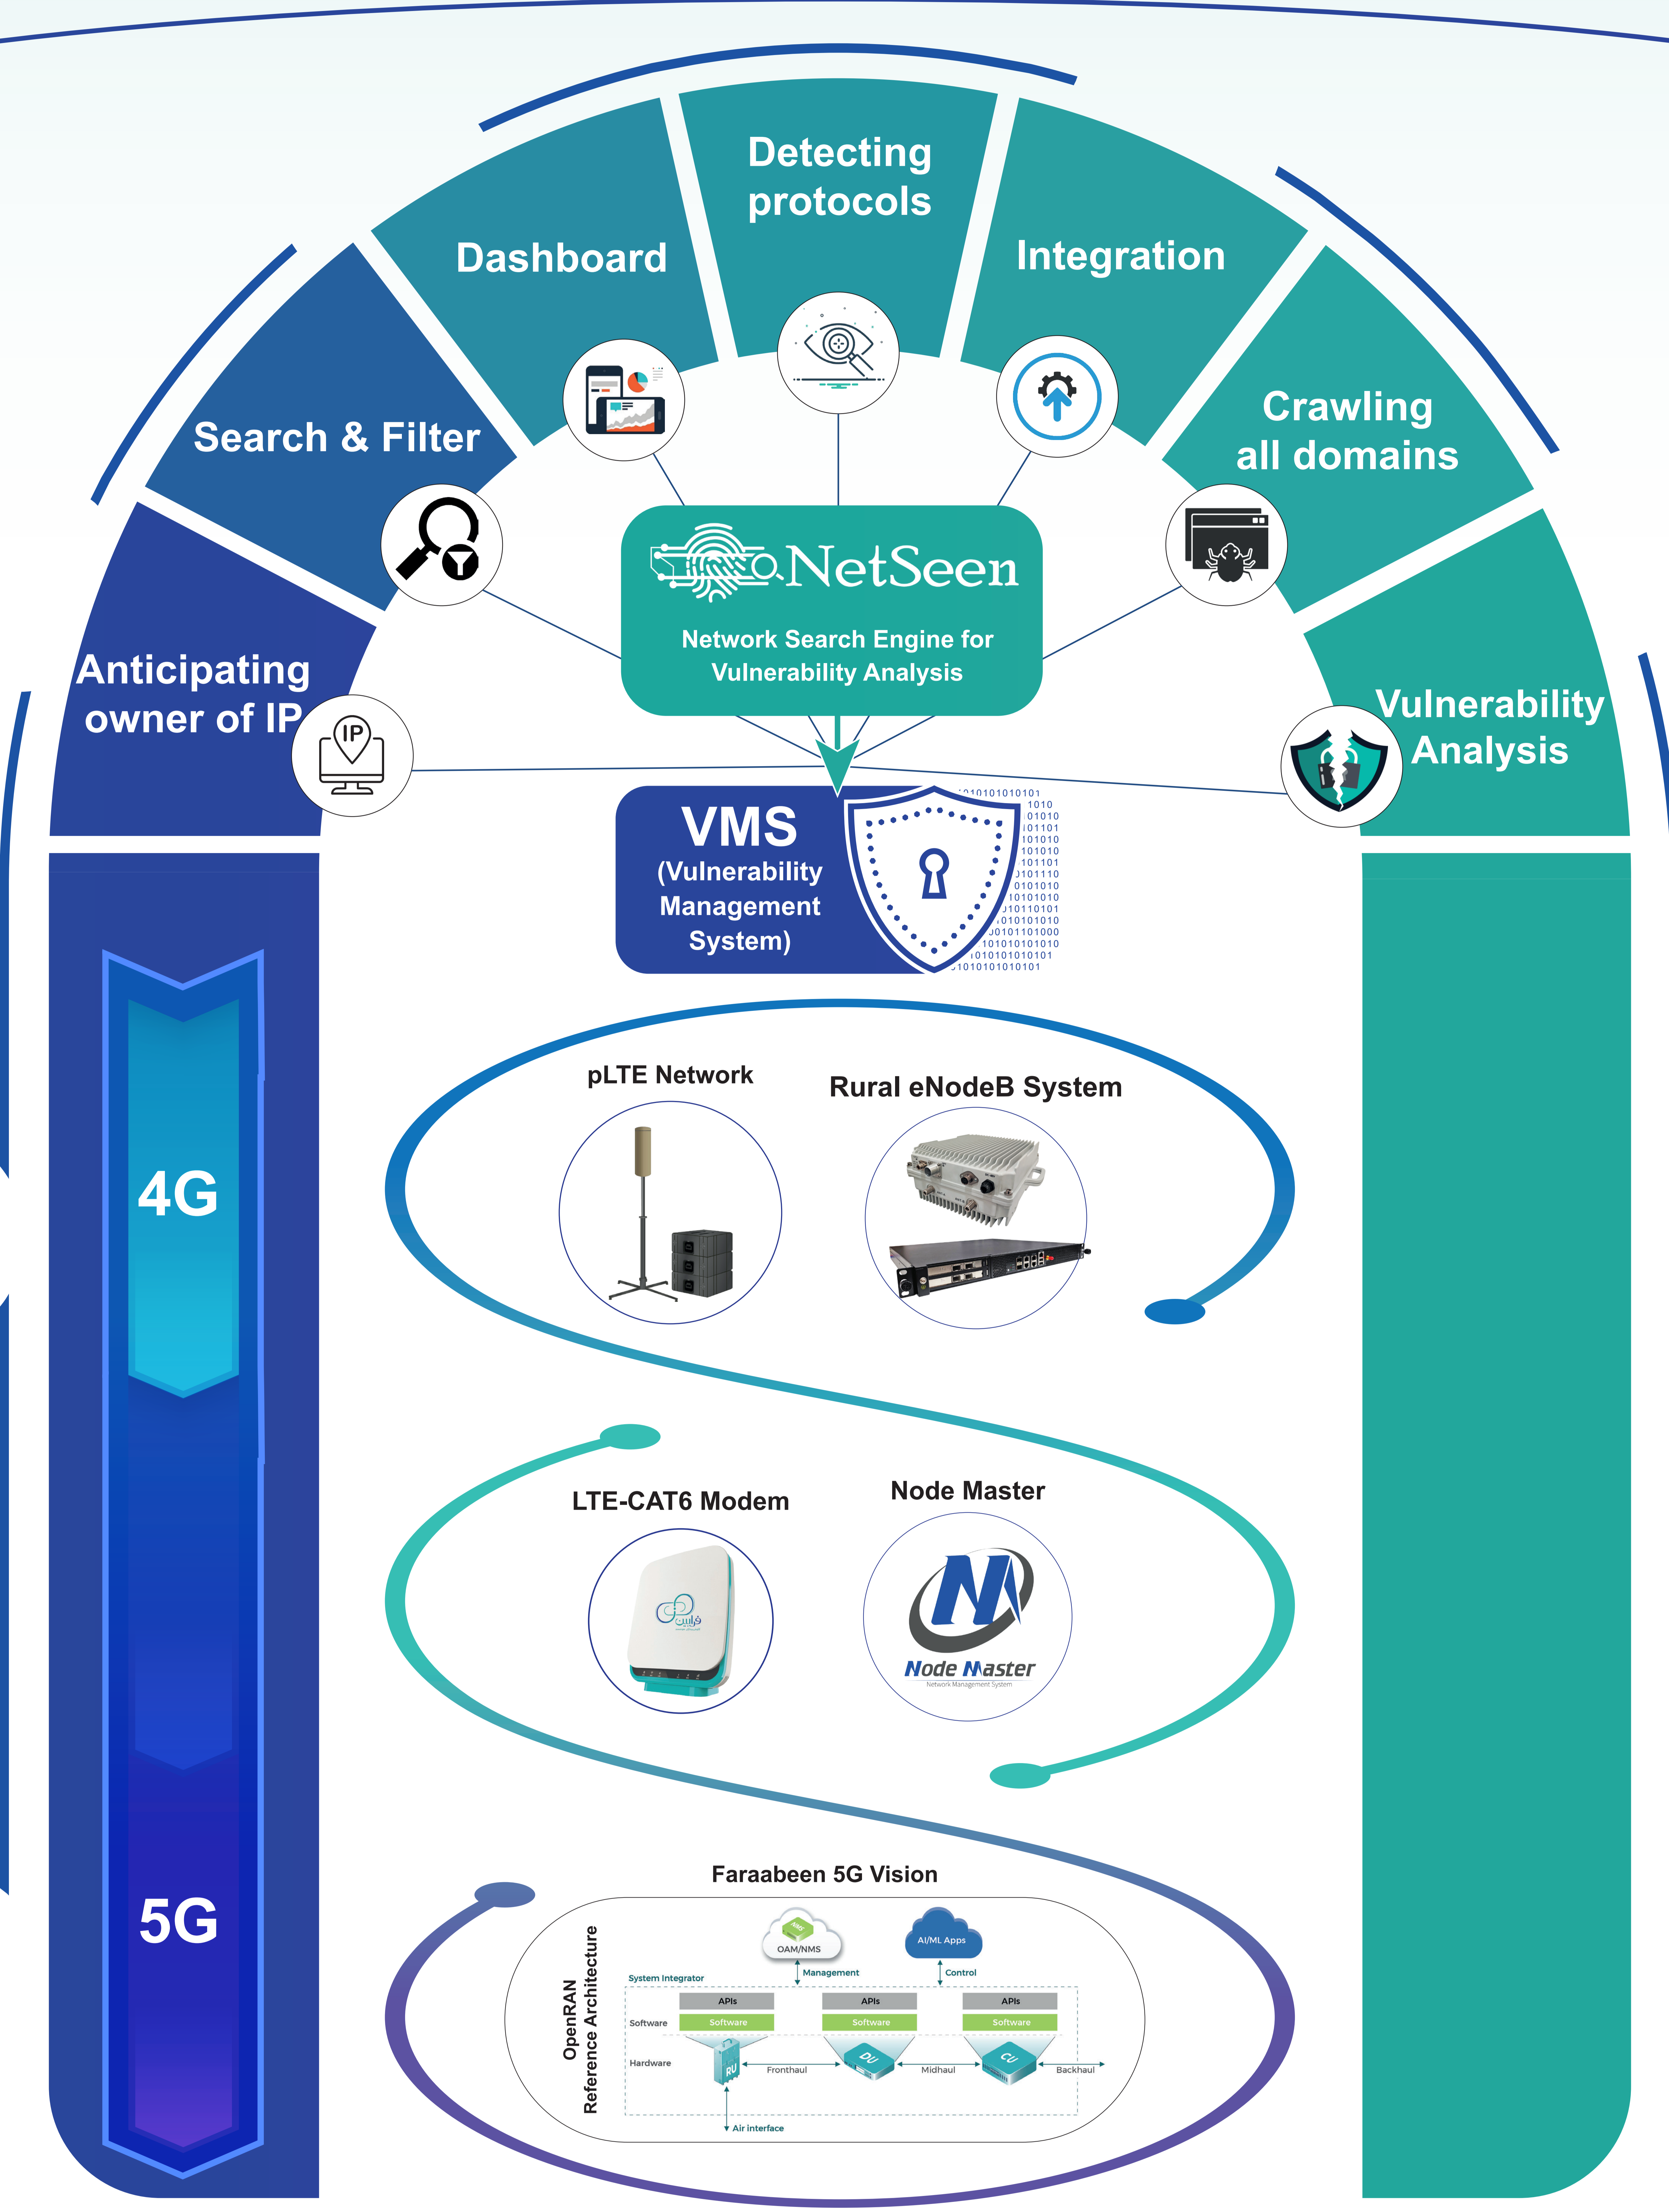 Detecting
protocols
Dashboard
Integration
Search & Filter
Crawling
all domains
Anticipating
owner of IP
IP
Vulnerability
Analysis
NetSeen
Network Search Engine for
Vulnerability Analysis
VMS
(Vulnerability
Management
System)
4G
pLTE Network
Rural eNodeB System
LTE-CAT6 Modem
Node Master
فرابین
Node Master
Network Management System
5G
Faraabeen 5G Vision
OpenRAN
Reference Architecture
NMS
OAM/NMS
AI/ML Apps
Management
Control
System Integrator
APIs
APIs
APIs
Software
Software
Software
Software
Hardware
RU
DU
CU
Fronthaul
Midhaul
Backhaul
Air interface